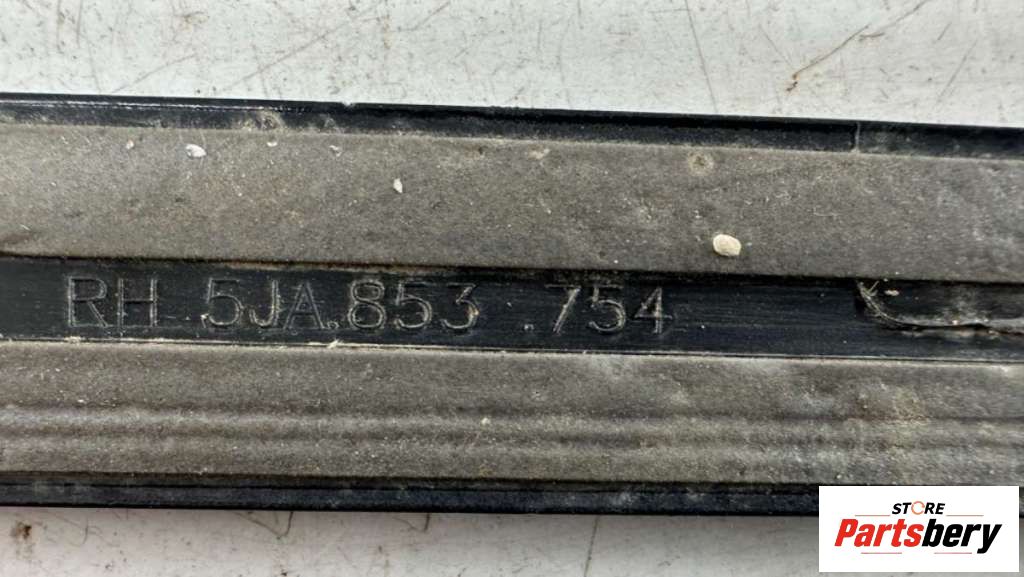 RH 5JA.853 .754
STORE
Partsbery